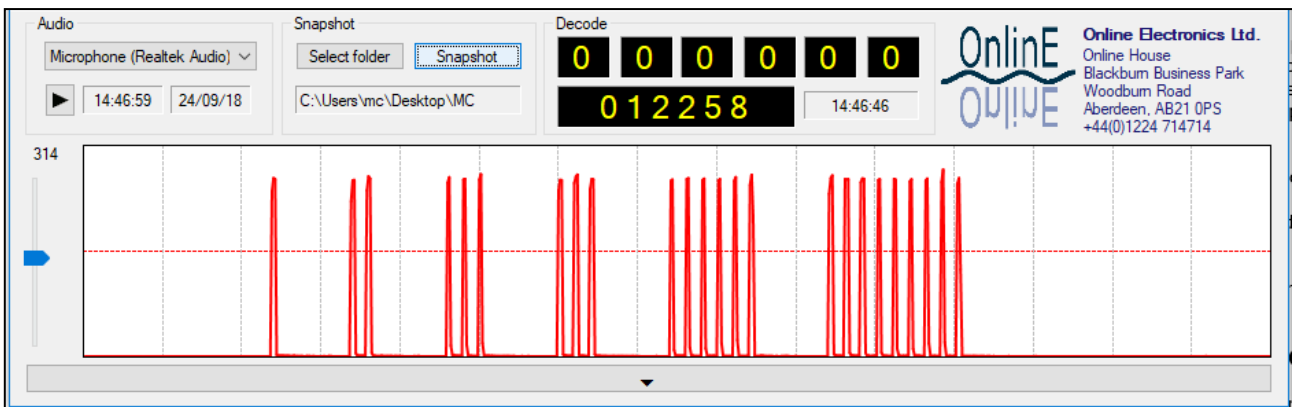 Audio
Microphone (Realtek Audio)
14:46:59 24/09/18
Snapshot
Select folder Snapshot
C:\Users\mc\Desktop\MC
Decode
0 0 0 0 0 0
012258 14:46:46
OnlinE
Online Electronics Ltd.
Online House
Blackburn Business Park
Woodburn Road
Aberdeen, AB21 0PS
+44(0)1224 714714
314